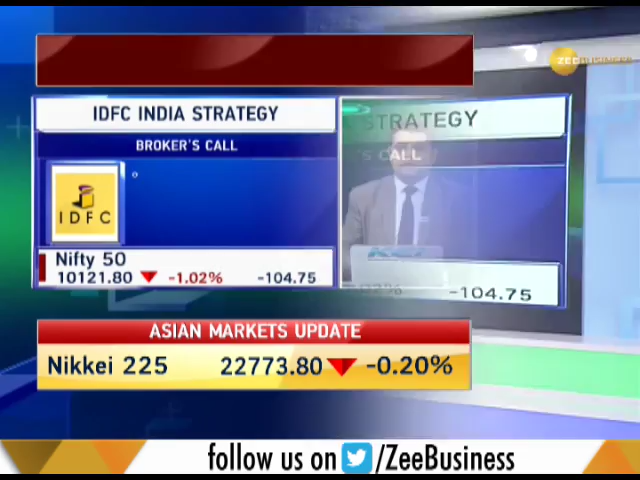 ZEE BUSINESS
IDFC INDIA STRATEGY
BROKER'S CALL
IDFC
Nifty 50
10121.80 -1.02% -104.75
STRATEGY
'S CALL
-104.75
ASIAN MARKETS UPDATE
Nikkei 225 22773.80 -0.20%
follow us on /ZeeBusiness